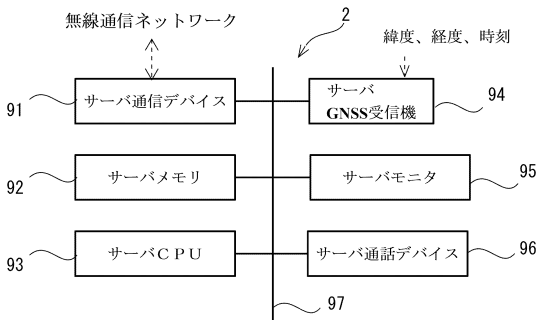 無線通信ネットワーク
2
緯度、経度、時刻
91
サーバ通信デバイス
サーバ
GNSS受信機
94
92
サーバメモリ
サーバモニタ
95
93
サーバCPU
サーバ通話デバイス
96
97